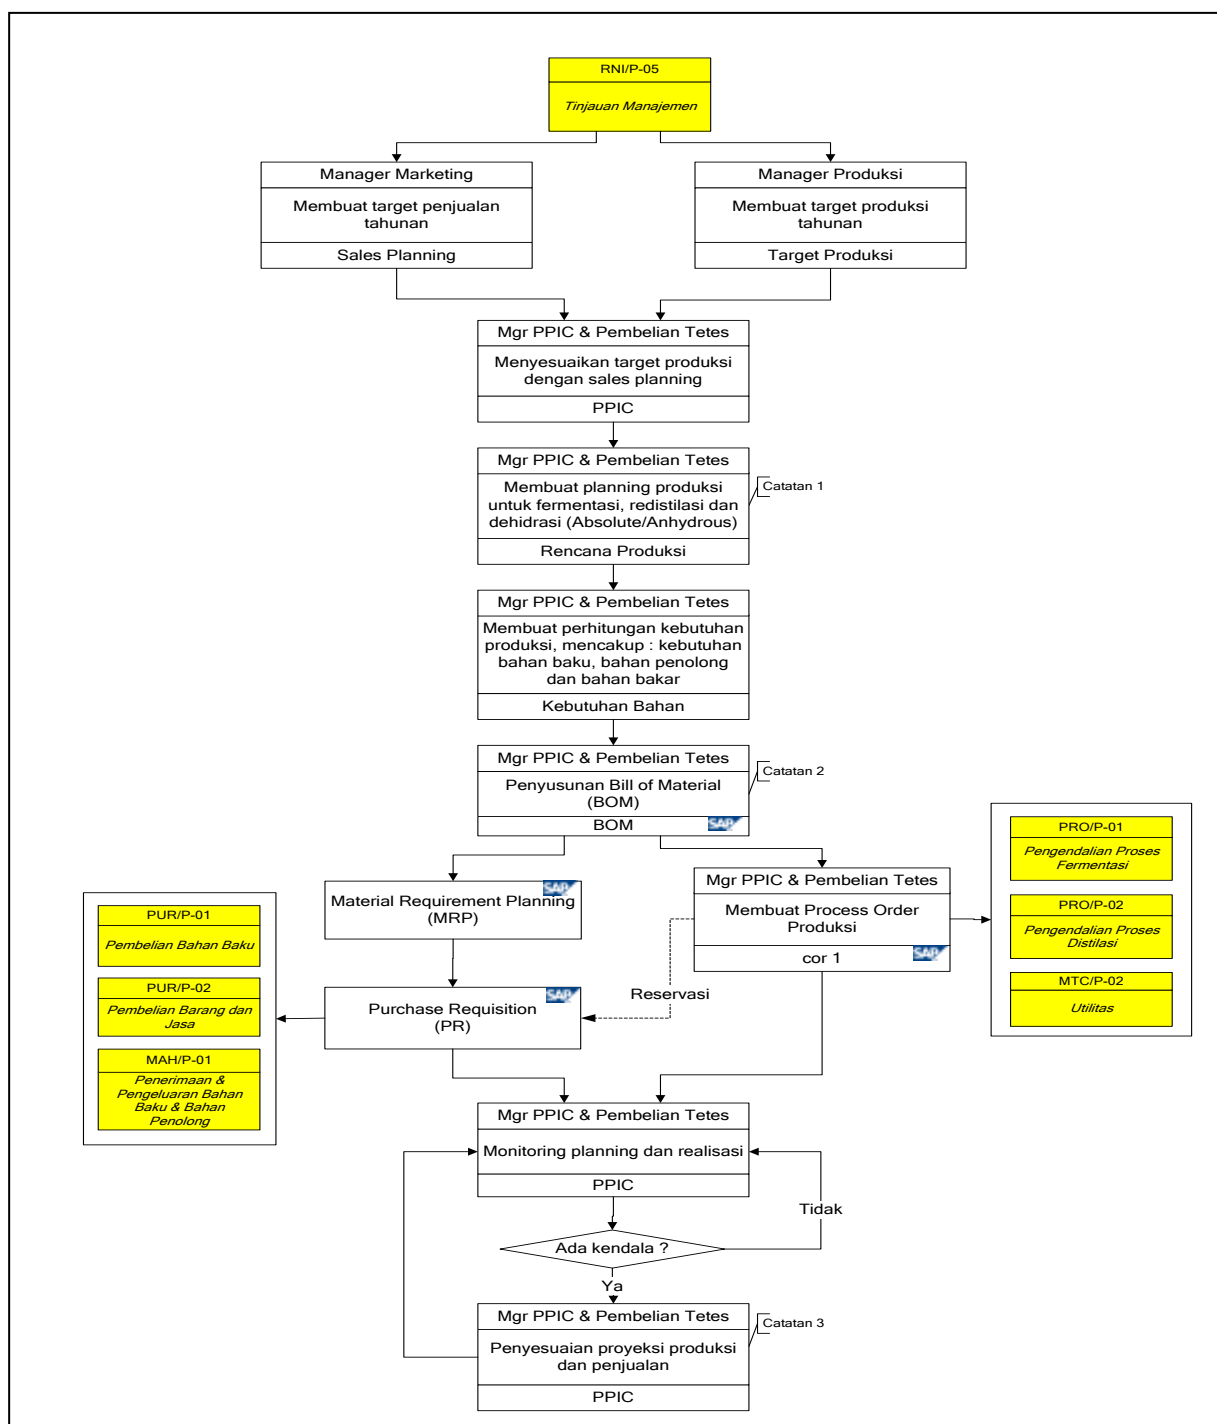 RNI/P-05
Tinjauan Manajemen
Manager Marketing
Membuat target penjualan
tahunan
Sales Planning
Manager Produksi
Membuat target produksi
tahunan
Target Produksi
Mgr PPIC & Pembelian Tetes
Menyesuaikan target produksi
dengan sales planning
PPIC
Mgr PPIC & Pembelian Tetes
Membuat planning produksi
untuk fermentasi, redistilasi dan
dehidrasi (Absolute/Anhydrous)
Rencana Produksi
Catatan 1
Mgr PPIC & Pembelian Tetes
Membuat perhitungan kebutuhan
produksi, mencakup : kebutuhan
bahan baku, bahan penolong
dan bahan bakar
Kebutuhan Bahan
Mgr PPIC & Pembelian Tetes
Penyusunan Bill of Material
(BOM)
BOM
SAP
Catatan 2
Material Requirement Planning
(MRP)
SAP
Mgr PPIC & Pembelian Tetes
Membuat Process Order
Produksi
cor 1
SAP
PRO/P-01
Pengendalian Proses
Fermentasi
PRO/P-02
Pengendalian Proses
Distilasi
MTC/P-02
Utilitas
PUR/P-01
Pembelian Bahan Baku
PUR/P-02
Pembelian Barang dan
Jasa
MAH/P-01
Penerimaan &
Pengeluaran Bahan
Baku & Bahan
Penolong
Reservasi
Purchase Requisition
(PR)
SAP
Mgr PPIC & Pembelian Tetes
Monitoring planning dan realisasi
PPIC
Tidak
Ada kendala ?
Ya
Mgr PPIC & Pembelian Tetes
Penyesuaian proyeksi produksi
dan penjualan
PPIC
Catatan 3